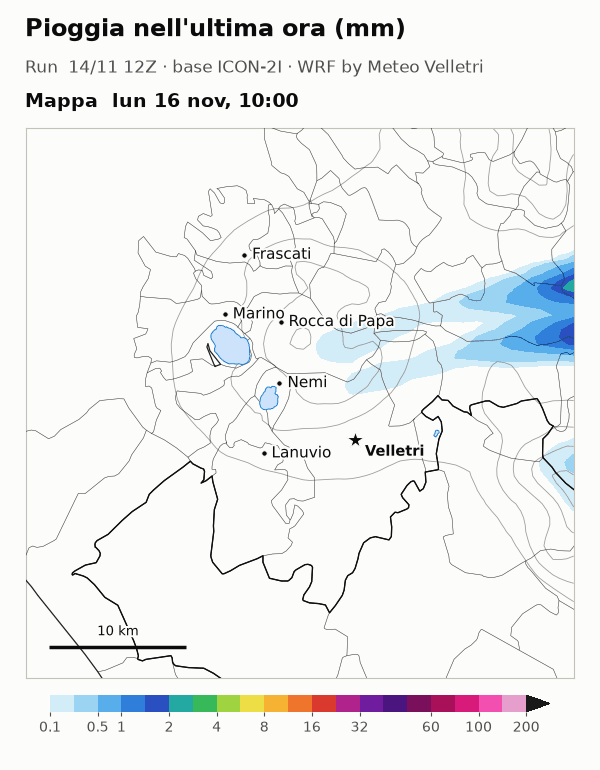 Pioggia nell'ultima ora (mm)
Run  14/11 12Z · base ICON-2I · WRF by Meteo Velletri
Mappa  lun 16 nov, 10:00
Frascati
Marino
Rocca di Papa
Nemi
Velletri
Lanuvio
10 km
0.1 0.5 1 2 4 8 16 32 60 100 200